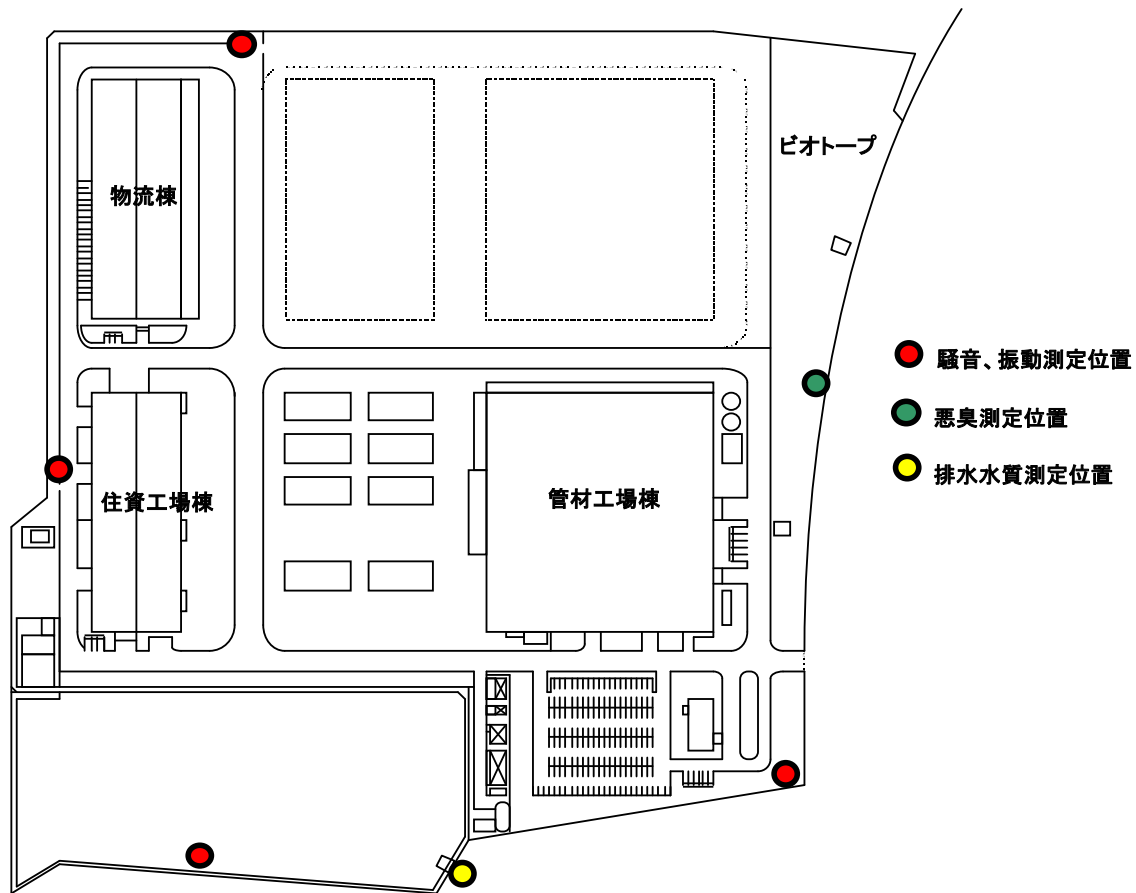 ビオトープ
物流棟
騒音、振動測定位置
悪臭測定位置
排水水質測定位置
住資工場棟
管材工場棟